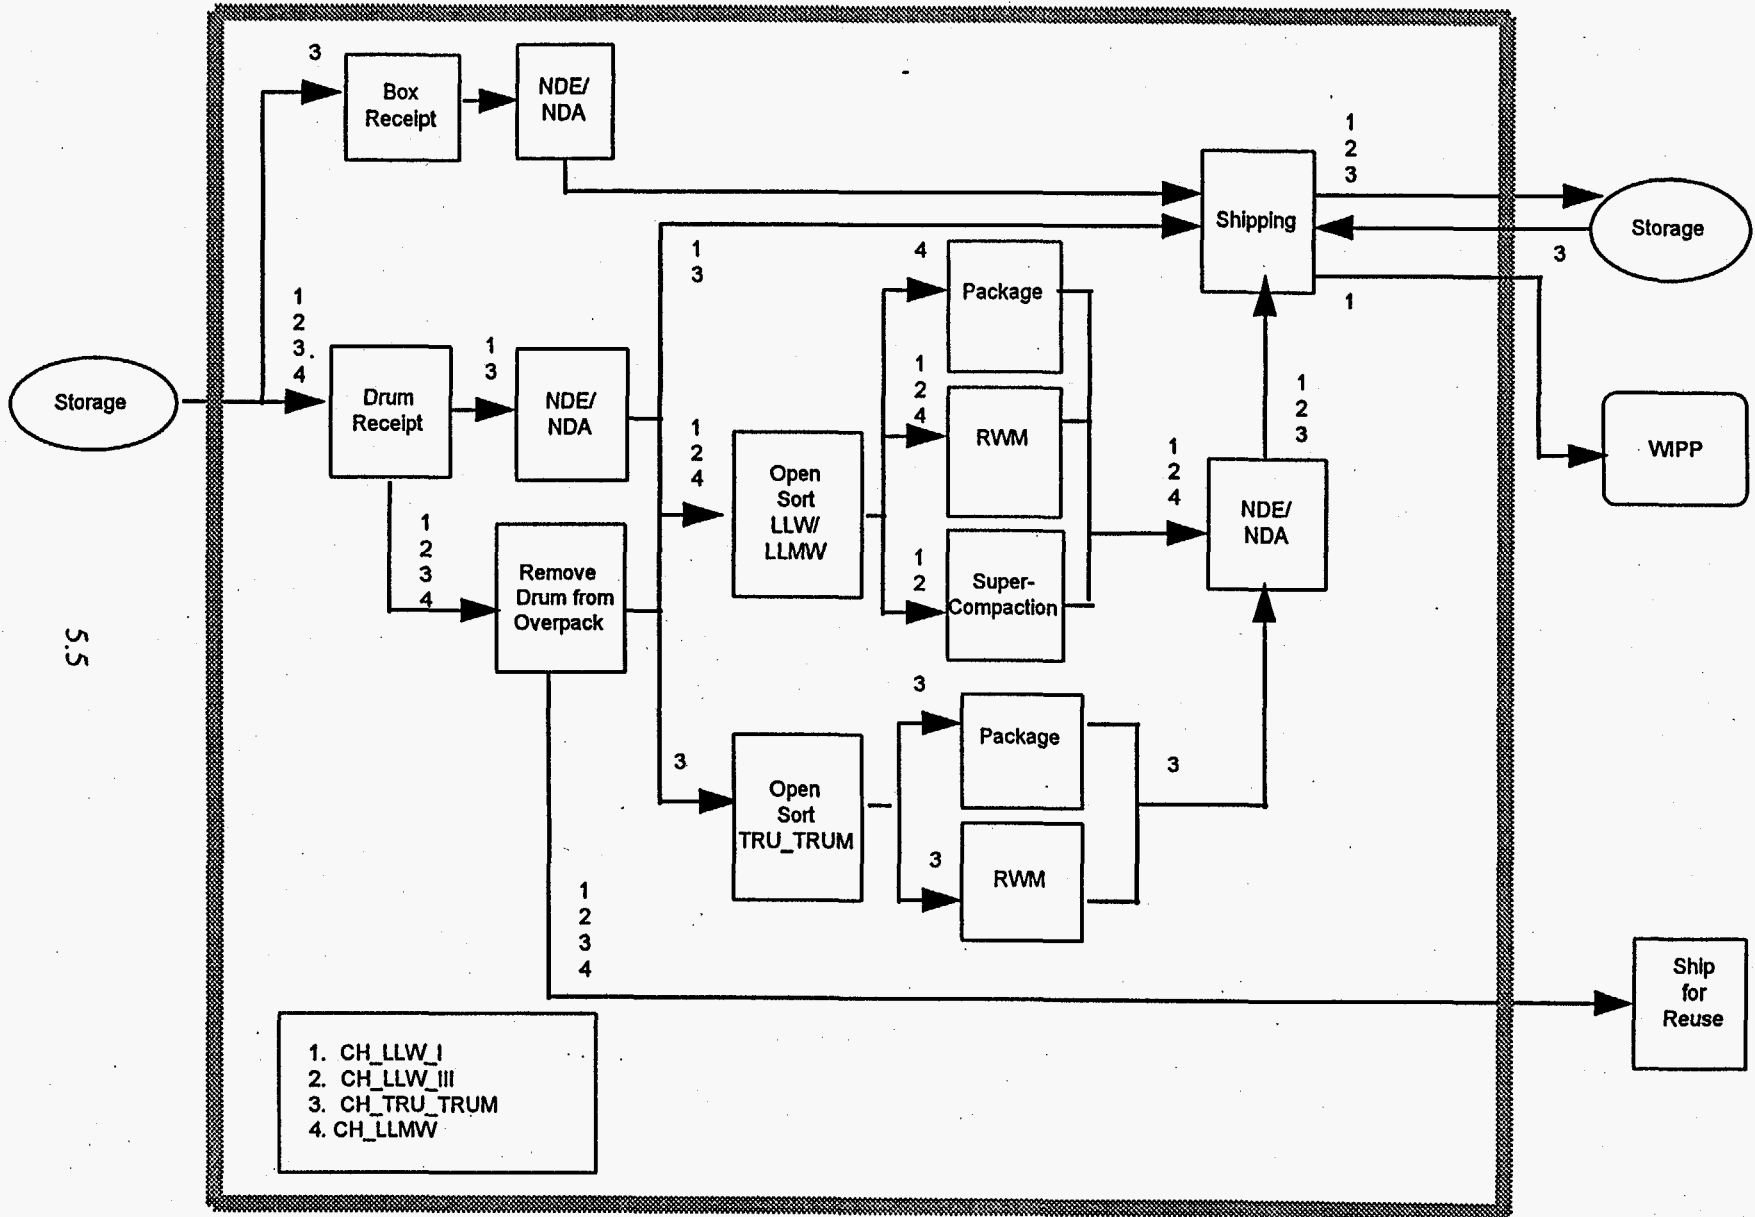 3
Box
Receipt
NDE/
NDA
1
2
3
Shipping
Storage
3
1
1
3
4
Package
1
2
3.
4
Storage
Drum
Receipt
1
3
NDE/
NDA
1
2
4
Open
Sort
LLW/
LLMW
1
2
4
RWM
1
2
Super-
Compaction
1
2
4
NDE/
NDA
1
2
3
WIPP
1
2
3
4
Remove
Drum from
Overpack
5.5
3
Open
Sort
TRU_TRUM
3
Package
3
RWM
3
1
2
3
4
Ship
for
Reuse
1. CH_LLW_I
2. CH_LLW_III
3. CH_TRU_TRUM
4. CH_LLMW